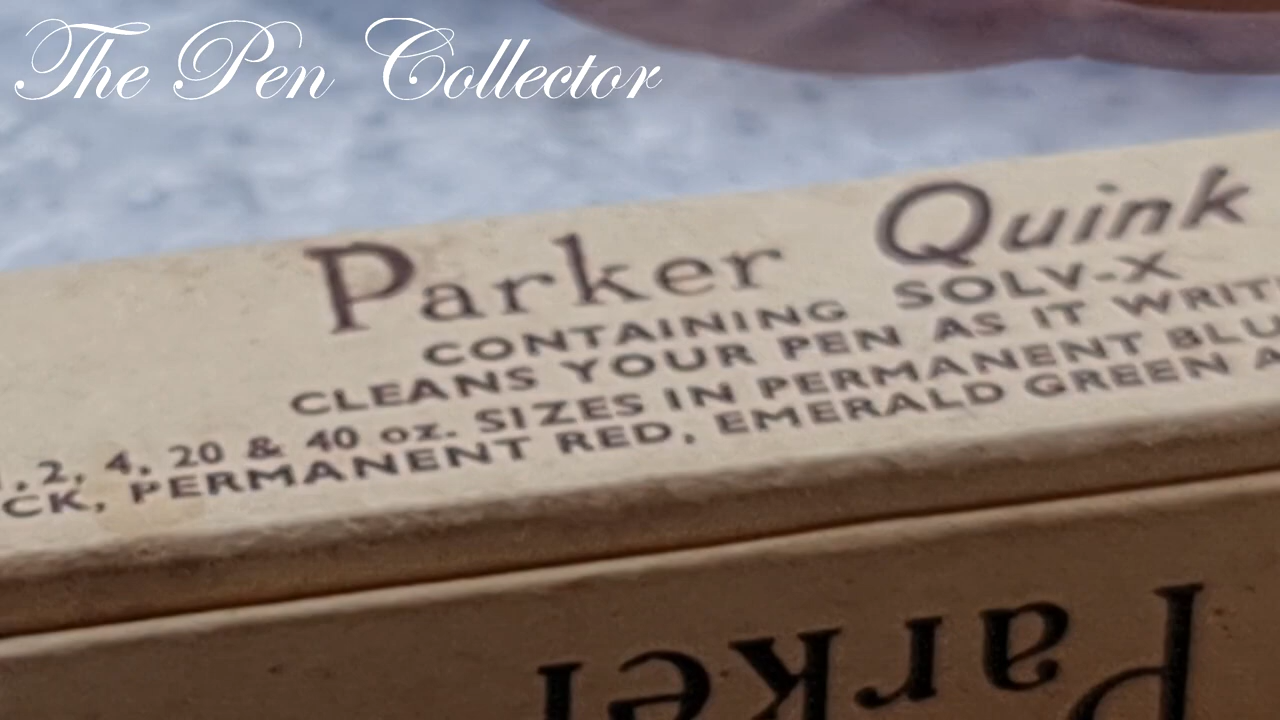 The Pen Collector
Parker Quink
CONTAINING SOLV-X
CLEANS YOUR PEN AS IT
2, 4, 20 & 40 oz. SIZES IN PERMANENT
PERMANENT RED, EMERALD GREEN
Parker